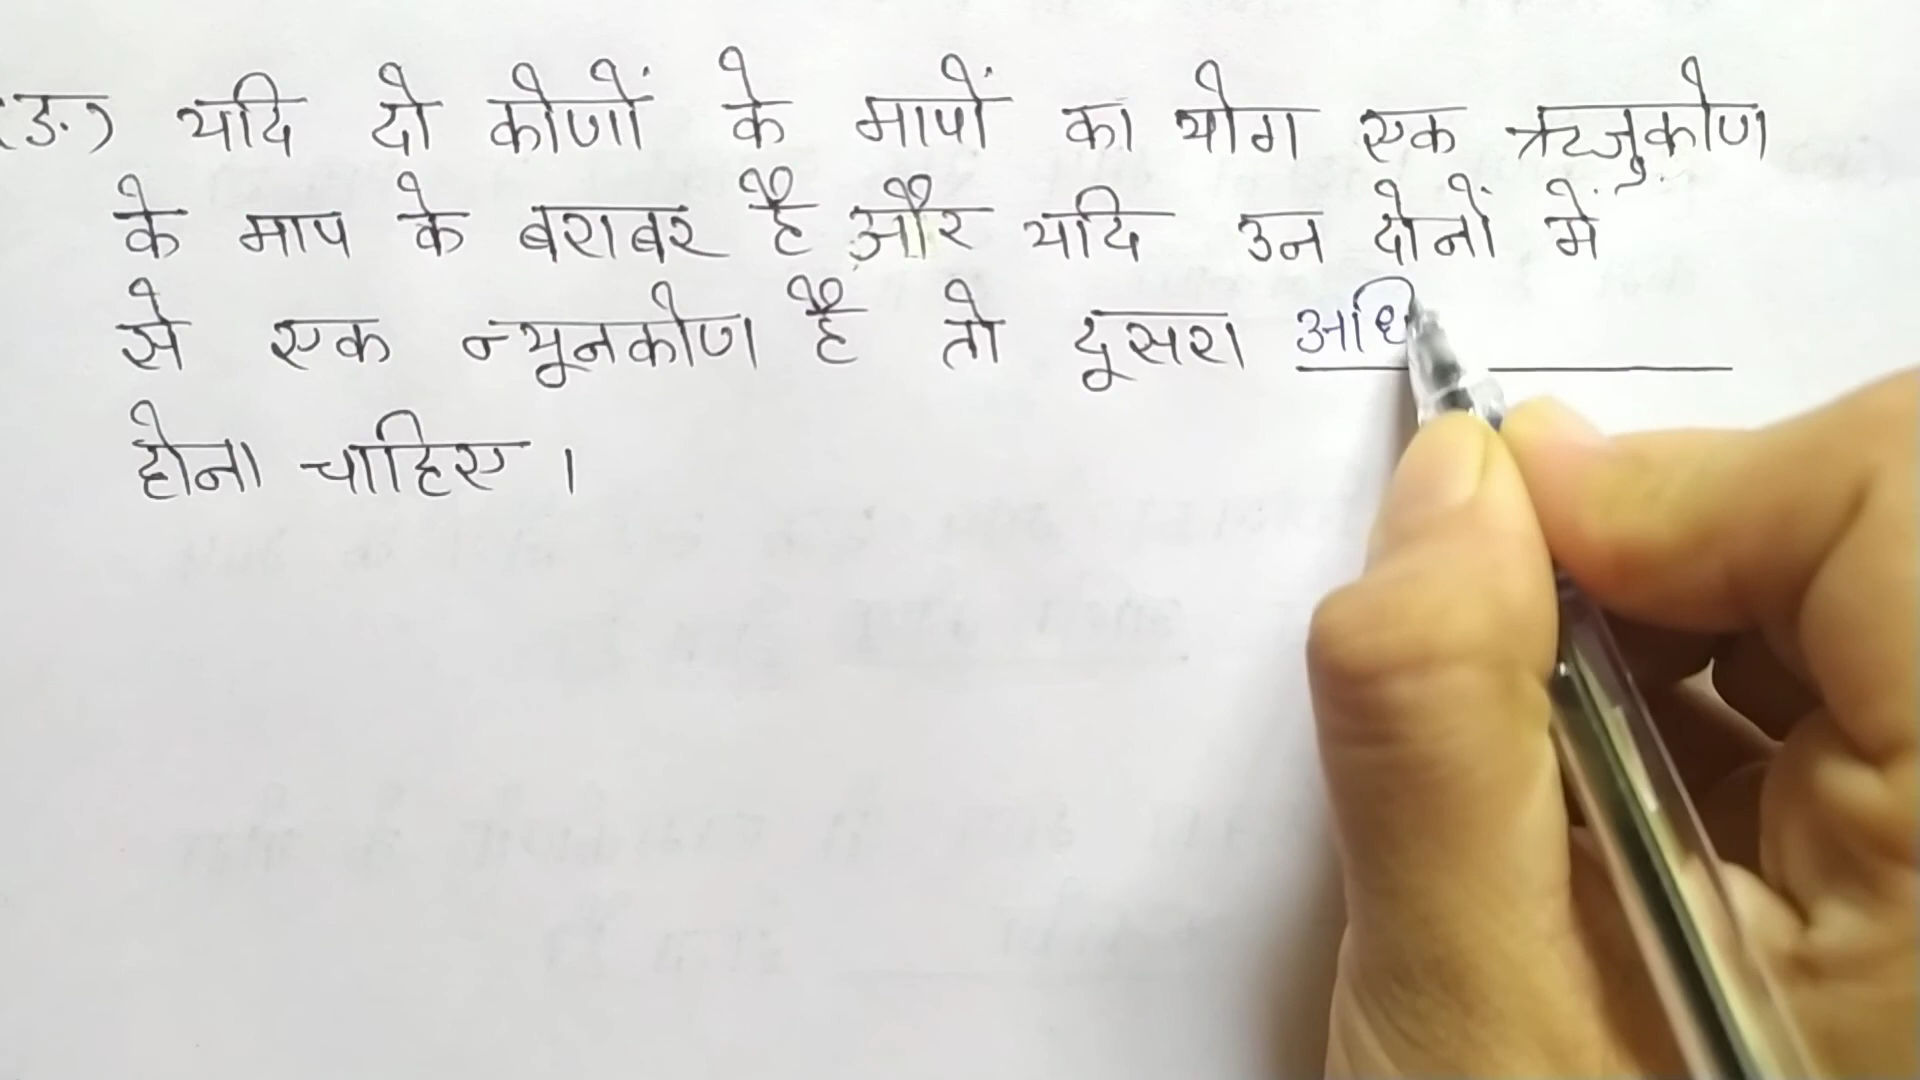 (ङ) यदि दो कोणों के मापों का योग एक ऋजुकोण
के माप के बराबर है और यदि उन दोनों में
से एक न्यूनकोण है तो दूसरा अधि
होना चाहिए ।